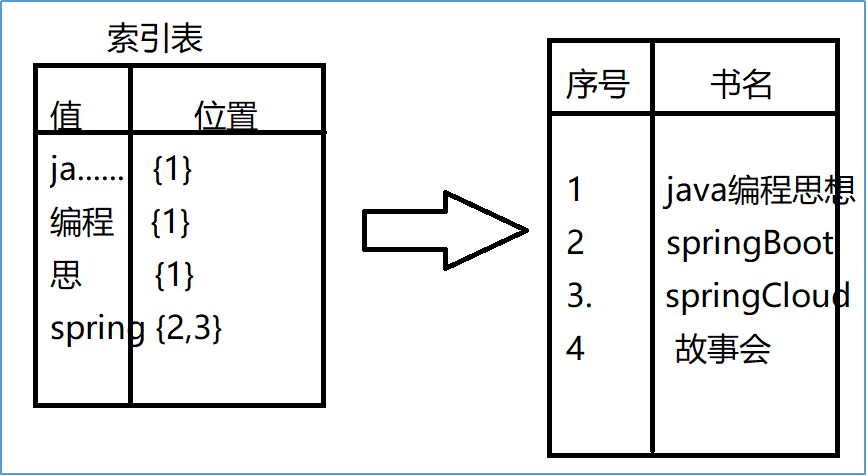 索引表
值 位置
ja...... {1}
编程 {1}
思 {1}
spring {2,3}
序号 书名
1 java编程思想
2 springBoot
3. springCloud
4 故事会